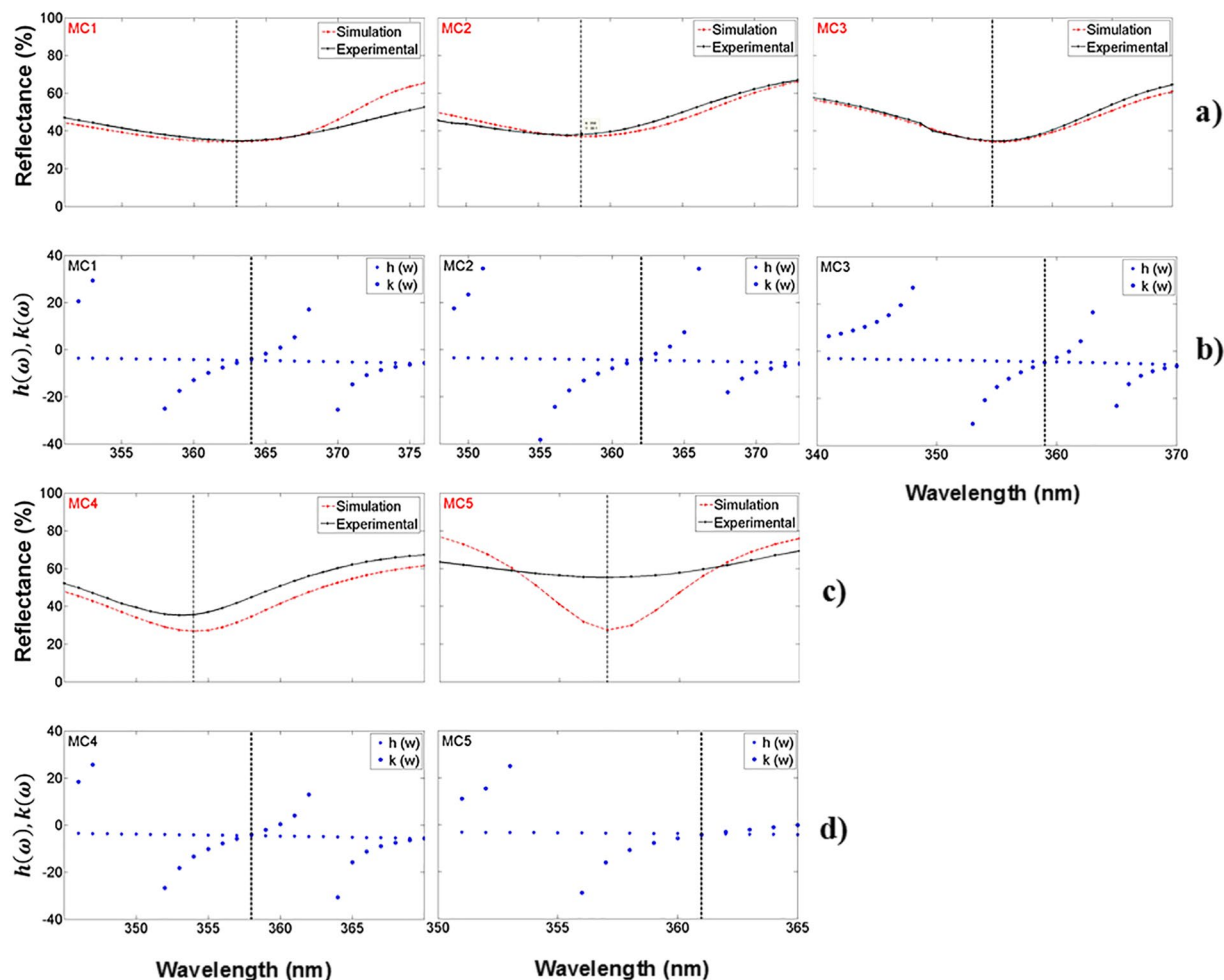 MC1
Simulation
Experimental
MC2
Simulation
Experimental
MC3
Simulation
Experimental
100
80
60
40
20
0
Reflectance (%)
a)
MC1
h (w)
k (w)
MC2
h (w)
k (w)
MC3
h (w)
k (w)
40
20
0
-20
-40
h(ω), k(ω)
b)
355 360 365 370 375
350 355 360 365 370
340 350 360 370
Wavelength (nm)
MC4
Simulation
Experimental
MC5
Simulation
Experimental
100
80
60
40
20
0
Reflectance (%)
c)
MC4
h (w)
k (w)
MC5
h (w)
k (w)
40
20
0
-20
-40
h(ω), k(ω)
d)
350 355 360 365
350 355 360 365
Wavelength (nm)
Wavelength (nm)